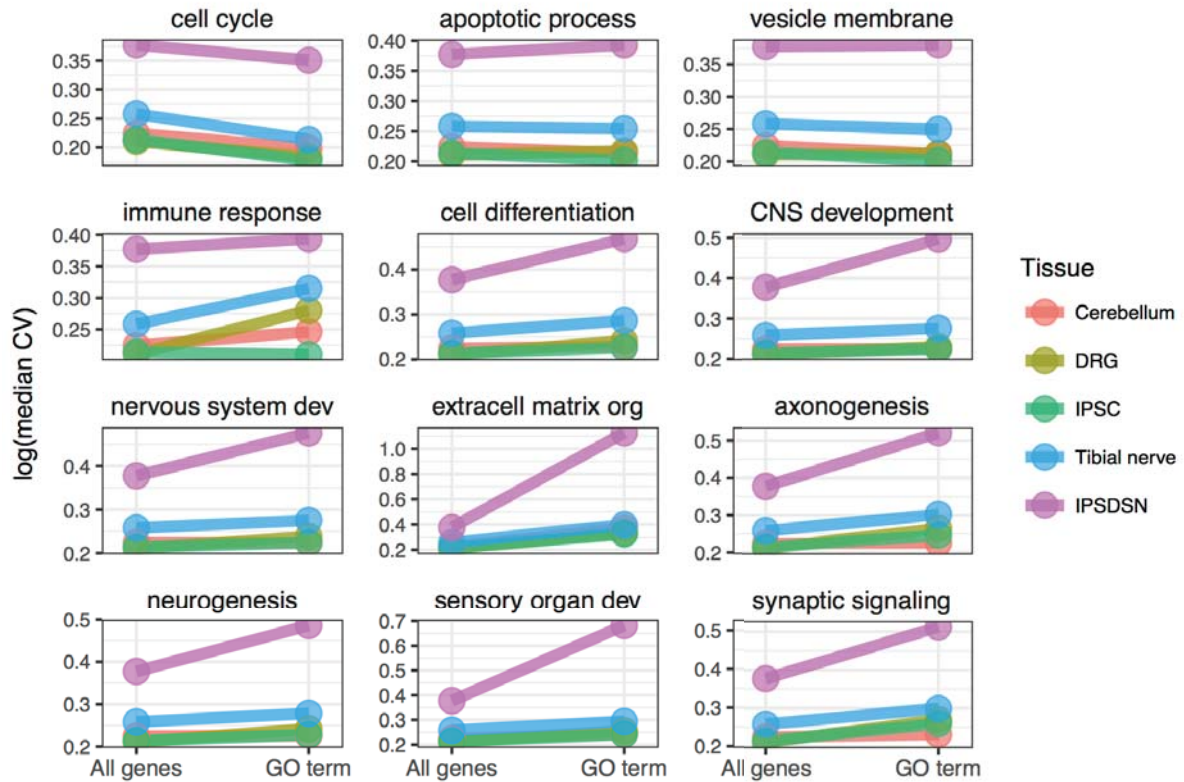 cell cycle
apoptotic process
vesicle membrane
0.35
0.30
0.25
0.20
0.40
0.35
0.30
0.25
0.20
0.35
0.30
0.25
0.20
immune response
cell differentiation
CNS development
0.40
0.35
0.30
0.25
0.4
0.3
0.2
0.5
0.4
0.3
0.2
log(median CV)
Tissue
Cerebellum
DRG
IPSC
Tibial nerve
IPSDSN
nervous system dev
extracell matrix org
axonogenesis
0.4
0.3
0.2
1.0
0.8
0.6
0.4
0.2
0.5
0.4
0.3
0.2
neurogenesis
sensory organ dev
synaptic signaling
0.5
0.4
0.3
0.2
0.7
0.6
0.5
0.4
0.3
0.2
0.5
0.4
0.3
0.2
All genes GO term All genes GO term All genes GO term